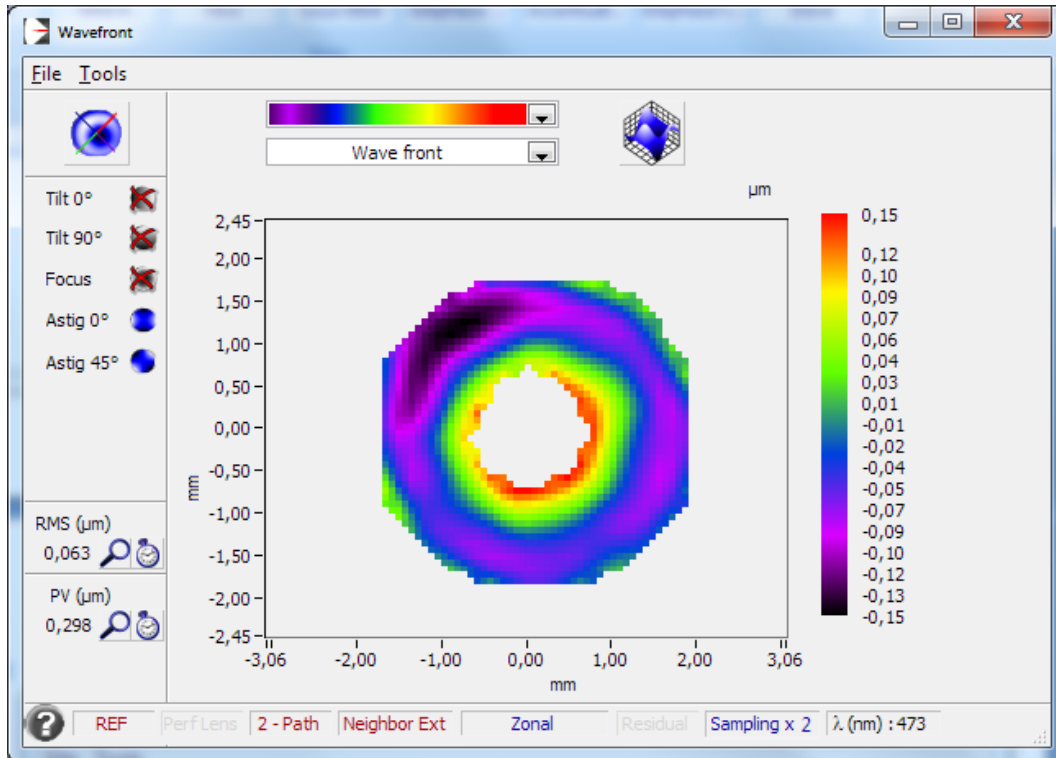 Wavefront
File Tools
Wave front
Tilt 0°
Tilt 90°
Focus
Astig 0°
Astig 45°
RMS (µm)
0,063
PV (µm)
0,298
µm
2,45
2,00
1,50
1,00
0,50
0,00
-0,50
-1,00
-1,50
-2,00
-2,45
mm
-3,06 -2,00 -1,00 0,00 1,00 2,00 3,06
mm
0,15
0,12
0,10
0,09
0,07
0,06
0,04
0,03
0,01
-0,01
-0,02
-0,04
-0,05
-0,07
-0,09
-0,10
-0,12
-0,13
-0,15
REF Perf Lens 2 - Path Neighbor Ext Zonal Residual Sampling x 2 λ (nm) : 473